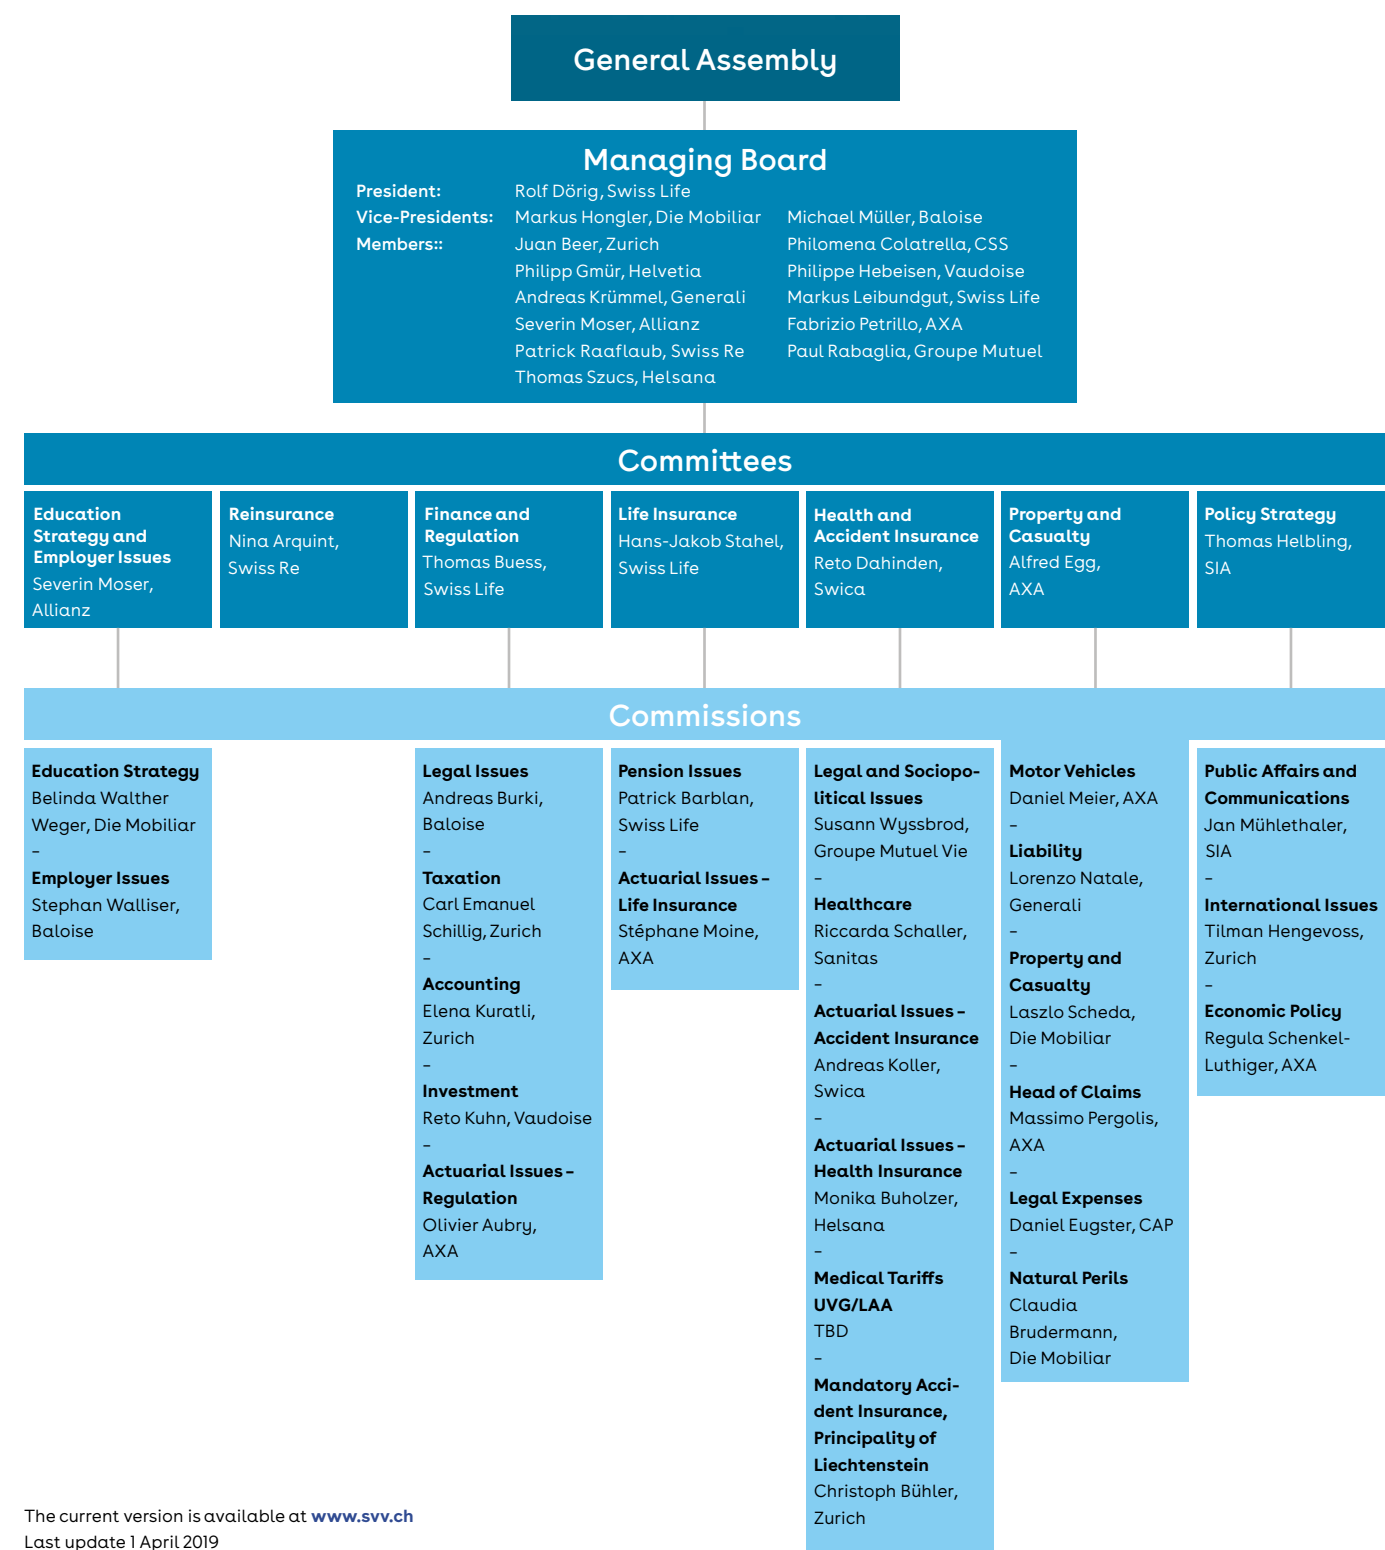 General Assembly
Managing Board
President: Rolf Dörig, Swiss Life
Vice-Presidents: Markus Hongler, Die Mobiliar Michael Müller, Baloise
Members:: Juan Beer, Zurich Philomena Colatrella, CSS
Philipp Gmür, Helvetia Philippe Hebeisen, Vaudoise
Andreas Krümmel, Generali Markus Leibundgut, Swiss Life
Severin Moser, Allianz Fabrizio Petrillo, AXA
Patrick Raaflaub, Swiss Re Paul Rabaglia, Groupe Mutuel
Thomas Szucs, Helsana
Committees
Education
Strategy and
Employer Issues
Severin Moser,
Allianz
Reinsurance
Nina Arquint,
Swiss Re
Finance and
Regulation
Thomas Buess,
Swiss Life
Life Insurance
Hans-Jakob Stahel,
Swiss Life
Health and
Accident Insurance
Reto Dahinden,
Swica
Property and
Casualty
Alfred Egg,
AXA
Policy Strategy
Thomas Helbling,
SIA
Commissions
Education Strategy
Belinda Walther
Weger, Die Mobiliar
–
Employer Issues
Stephan Walliser,
Baloise
Legal Issues
Andreas Burki,
Baloise
–
Taxation
Carl Emanuel
Schillig, Zurich
–
Accounting
Elena Kuratli,
Zurich
–
Investment
Reto Kuhn, Vaudoise
–
Actuarial Issues –
Regulation
Olivier Aubry,
AXA
Pension Issues
Patrick Barblan,
Swiss Life
–
Actuarial Issues –
Life Insurance
Stéphane Moine,
AXA
Legal and Sociopo-
litical Issues
Susann Wyssbrod,
Groupe Mutuel Vie
–
Healthcare
Riccarda Schaller,
Sanitas
–
Actuarial Issues –
Accident Insurance
Andreas Koller,
Swica
–
Actuarial Issues –
Health Insurance
Monika Buholzer,
Helsana
–
Medical Tariffs
UVG/LAA
TBD
–
Mandatory Acci-
dent Insurance,
Principality of
Liechtenstein
Christoph Bühler,
Zurich
Motor Vehicles
Daniel Meier, AXA
–
Liability
Lorenzo Natale,
Generali
–
Property and
Casualty
Laszlo Scheda,
Die Mobiliar
–
Head of Claims
Massimo Pergolis,
AXA
–
Legal Expenses
Daniel Eugster, CAP
–
Natural Perils
Claudia
Brudermann,
Die Mobiliar
Public Affairs and
Communications
Jan Mühlethaler,
SIA
–
International Issues
Tilman Hengevoss,
Zurich
–
Economic Policy
Regula Schenkel-
Luthiger, AXA
The current version is available at www.svv.ch
Last update 1 April 2019